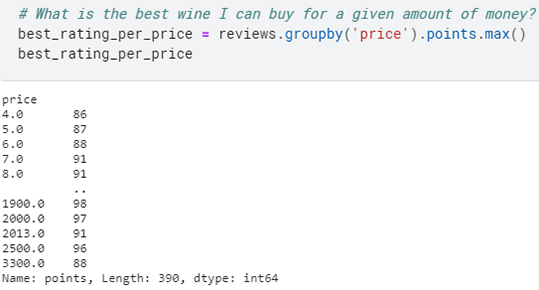 # What is the best wine I can buy for a given amount of money?
best_rating_per_price = reviews.groupby('price').points.max()
best_rating_per_price
price
4.0       86
5.0       87
6.0       88
7.0       91
8.0       91
          ..
1900.0    98
2000.0    97
2013.0    91
2500.0    96
3300.0    88
Name: points, Length: 390, dtype: int64